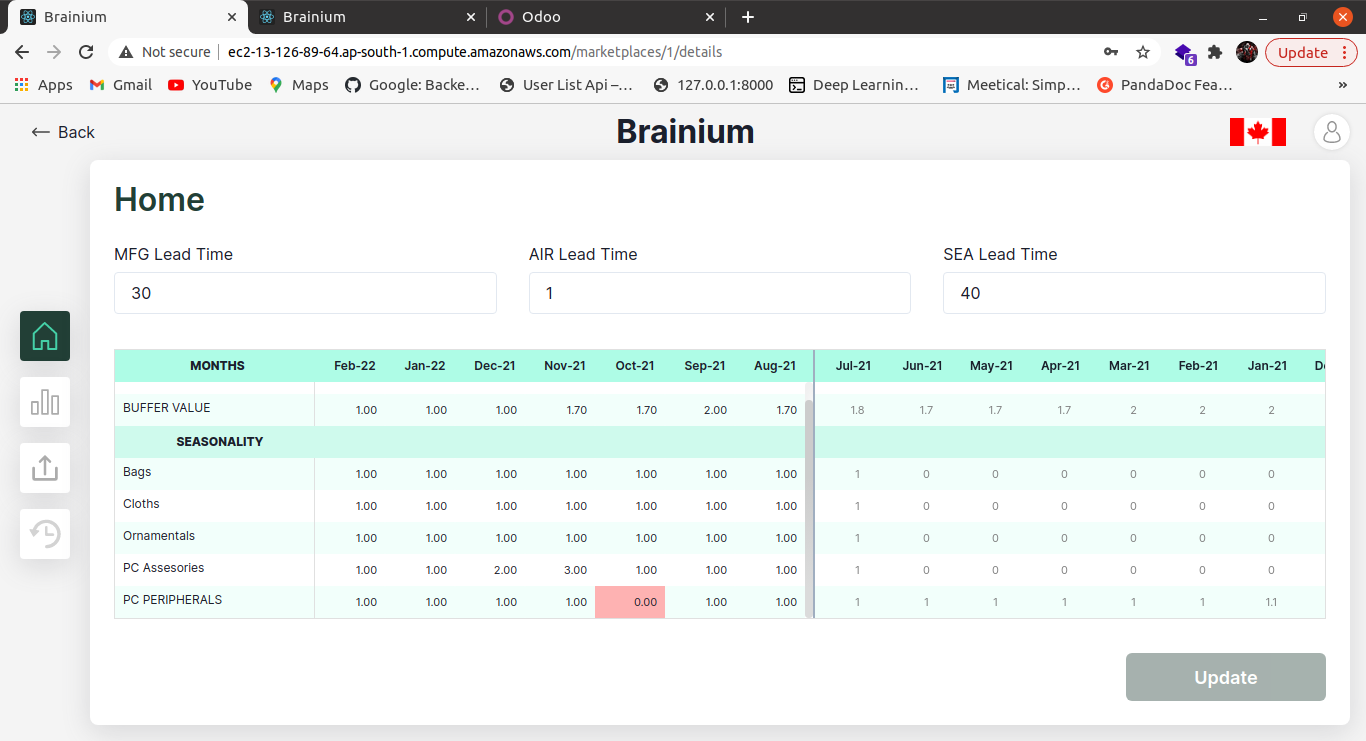 Brainium Brainium Odoo
Not secure ec2-13-126-89-64.ap-south-1.compute.amazonaws.com/marketplaces/1/details 6 Update
Apps Gmail YouTube Maps Google: Backe... User List Api –... 127.0.0.1:8000 Deep Learnin... Meetical: Simp... PandaDoc Fea... »
Back Brainium
Home
MFG Lead Time AIR Lead Time SEA Lead Time
30 1 40
MONTHS Feb-22 Jan-22 Dec-21 Nov-21 Oct-21 Sep-21 Aug-21 Jul-21 Jun-21 May-21 Apr-21 Mar-21 Feb-21 Jan-21
BUFFER VALUE 1.00 1.00 1.00 1.70 1.70 2.00 1.70 1.8 1.7 1.7 1.7 2 2 2
SEASONALITY
Bags 1.00 1.00 1.00 1.00 1.00 1.00 1.00 1 0 0 0 0 0 0
Cloths 1.00 1.00 1.00 1.00 1.00 1.00 1.00 1 0 0 0 0 0 0
Ornamentals 1.00 1.00 1.00 1.00 1.00 1.00 1.00 1 0 0 0 0 0 0
PC Assesories 1.00 1.00 2.00 3.00 1.00 1.00 1.00 1 0 0 0 0 0 0
PC PERIPHERALS 1.00 1.00 1.00 1.00 0.00 1.00 1.00 1 1 1 1 1 1 1.1
Update